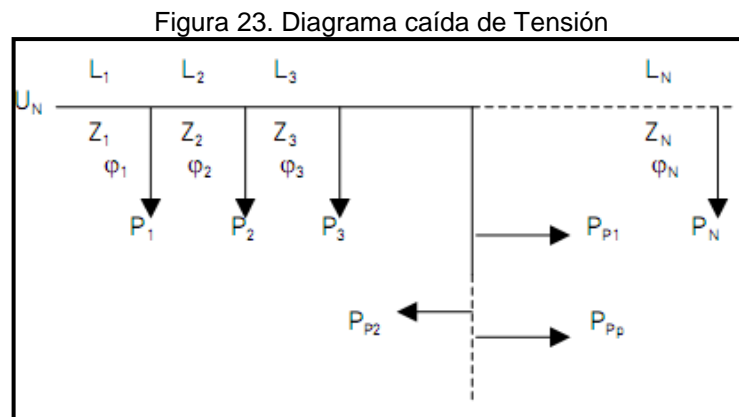 Figura 23. Diagrama caída de Tensión
L₁ L₂ L₃ L_N
U_N
Z₁ Z₂ Z₃ Z_N
φ₁ φ₂ φ₃ φ_N
P₁ P₂ P₃ P_P1 P_N
P_P2 P_Pp